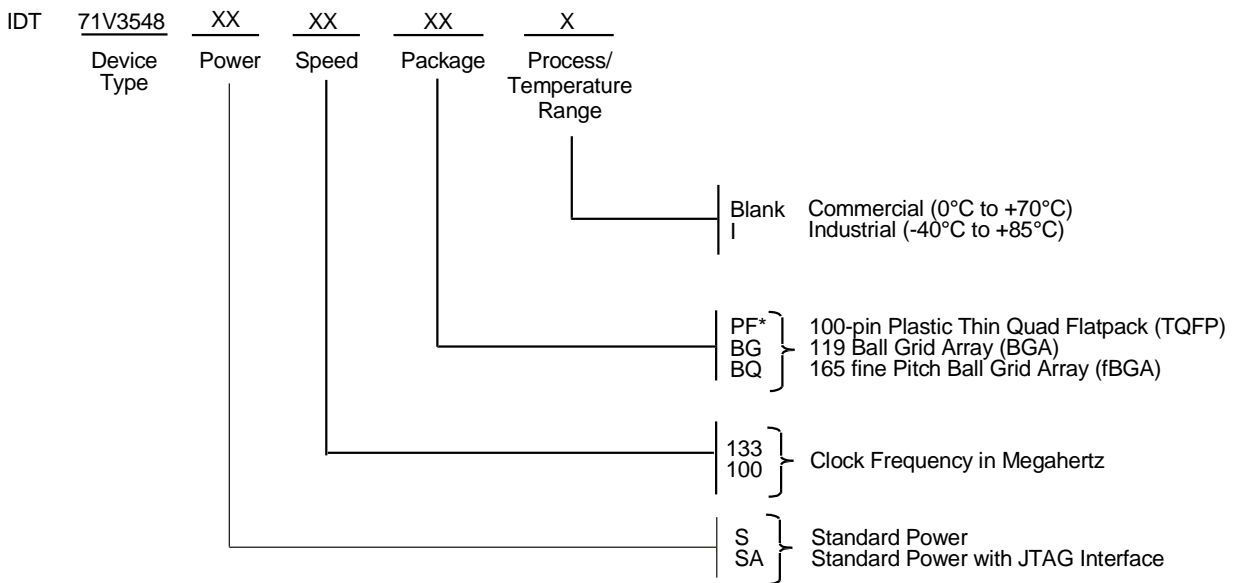 IDT 71V3548 XX XX XX X
Device Type Power Speed Package Process/ Temperature Range
Blank Commercial (0°C to +70°C)
I Industrial (-40°C to +85°C)
PF* 100-pin Plastic Thin Quad Flatpack (TQFP)
BG 119 Ball Grid Array (BGA)
BQ 165 fine Pitch Ball Grid Array (fBGA)
133
100
Clock Frequency in Megahertz
S Standard Power
SA Standard Power with JTAG Interface